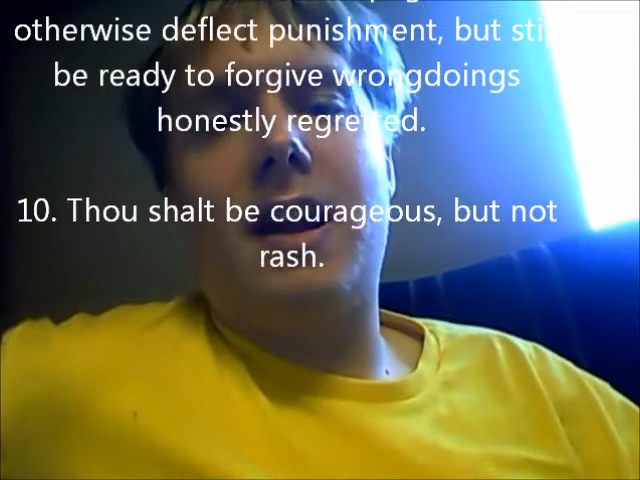 otherwise deflect punishment, but still
be ready to forgive wrongdoings
honestly regretted.
10. Thou shalt be courageous, but not
rash.